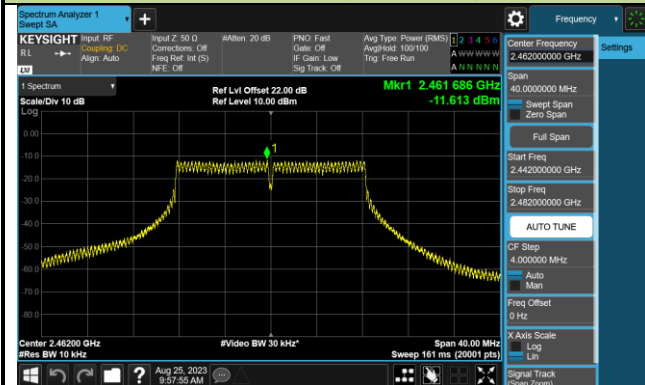 Spectrum Analyzer 1
Swept SA
+
Frequency
KEYSIGHT
Input: RF
Coupling: DC
Align: Auto
RL
LXI
Input Z: 50 Ω
Corrections: Off
Freq Ref: Int (S)
NFE: Off
#Atten: 20 dB
PNO: Fast
Gate: Off
IF Gain: Low
Sig Track: Off
Avg Type: Power (RMS)
Avg|Hold: 100/100
Trig: Free Run
1 2 3 4 5 6
A W W W W W
A N N N N N
1 Spectrum
Scale/Div 10 dB
Log
Ref Lvl Offset 22.00 dB
Ref Level 10.00 dBm
Mkr1 2.461 686 GHz
-11.613 dBm
1
0.00
-10.0
-20.0
-30.0
-40.0
-50.0
-60.0
-70.0
-80.0
Center 2.46200 GHz
#Res BW 10 kHz
#Video BW 30 kHz*
Span 40.00 MHz
Sweep 161 ms (20001 pts)
Aug 25, 2023
9:57:55 AM
?
Center Frequency
2.462000000 GHz
Settings
Span
40.0000000 MHz
Swept Span
Zero Span
Full Span
Start Freq
2.442000000 GHz
Stop Freq
2.482000000 GHz
AUTO TUNE
CF Step
4.000000 MHz
Auto
Man
Freq Offset
0 Hz
X Axis Scale
Log
Lin
Signal Track
(Span Zoom)